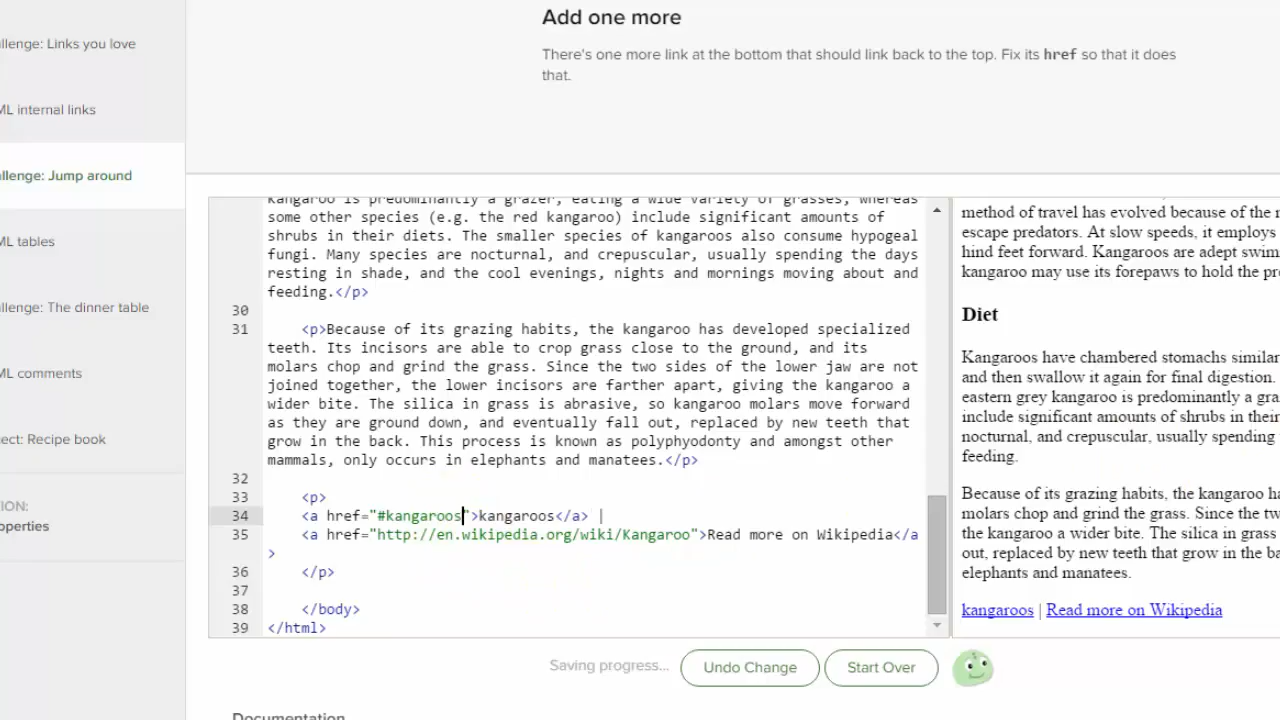 Add one more
There's one more link at the bottom that should link back to the top. Fix its href so that it does
that.
llenge: Links you love
ML internal links
llenge: Jump around
ML tables
llenge: The dinner table
ML comments
ect: Recipe book
ION:
operties
kangaroo is predominantly a grazer, eating a wide variety of grasses, whereas
some other species (e.g. the red kangaroo) include significant amounts of
shrubs in their diets. The smaller species of kangaroos also consume hypogeal
fungi. Many species are nocturnal, and crepuscular, usually spending the days
resting in shade, and the cool evenings, nights and mornings moving about and
feeding.</p>
30
31 <p>Because of its grazing habits, the kangaroo has developed specialized
teeth. Its incisors are able to crop grass close to the ground, and its
molars chop and grind the grass. Since the two sides of the lower jaw are not
joined together, the lower incisors are farther apart, giving the kangaroo a
wider bite. The silica in grass is abrasive, so kangaroo molars move forward
as they are ground down, and eventually fall out, replaced by new teeth that
grow in the back. This process is known as polyphyodonty and amongst other
mammals, only occurs in elephants and manatees.</p>
32
33 <p>
34 <a href="#kangaroos">kangaroos</a> |
35 <a href="http://en.wikipedia.org/wiki/Kangaroo">Read more on Wikipedia</a
>
36 </p>
37
38 </body>
39 </html>
method of travel has evolved because of the r
escape predators. At slow speeds, it employs
hind feet forward. Kangaroos are adept swim
kangaroo may use its forepaws to hold the pre
Diet
Kangaroos have chambered stomachs similar
and then swallow it again for final digestion.
eastern grey kangaroo is predominantly a gra
include significant amounts of shrubs in their
nocturnal, and crepuscular, usually spending
feeding.
Because of its grazing habits, the kangaroo ha
molars chop and grind the grass. Since the tw
the kangaroo a wider bite. The silica in grass
out, replaced by new teeth that grow in the ba
elephants and manatees.
kangaroos | Read more on Wikipedia
Saving progress... Undo Change Start Over
Documentation